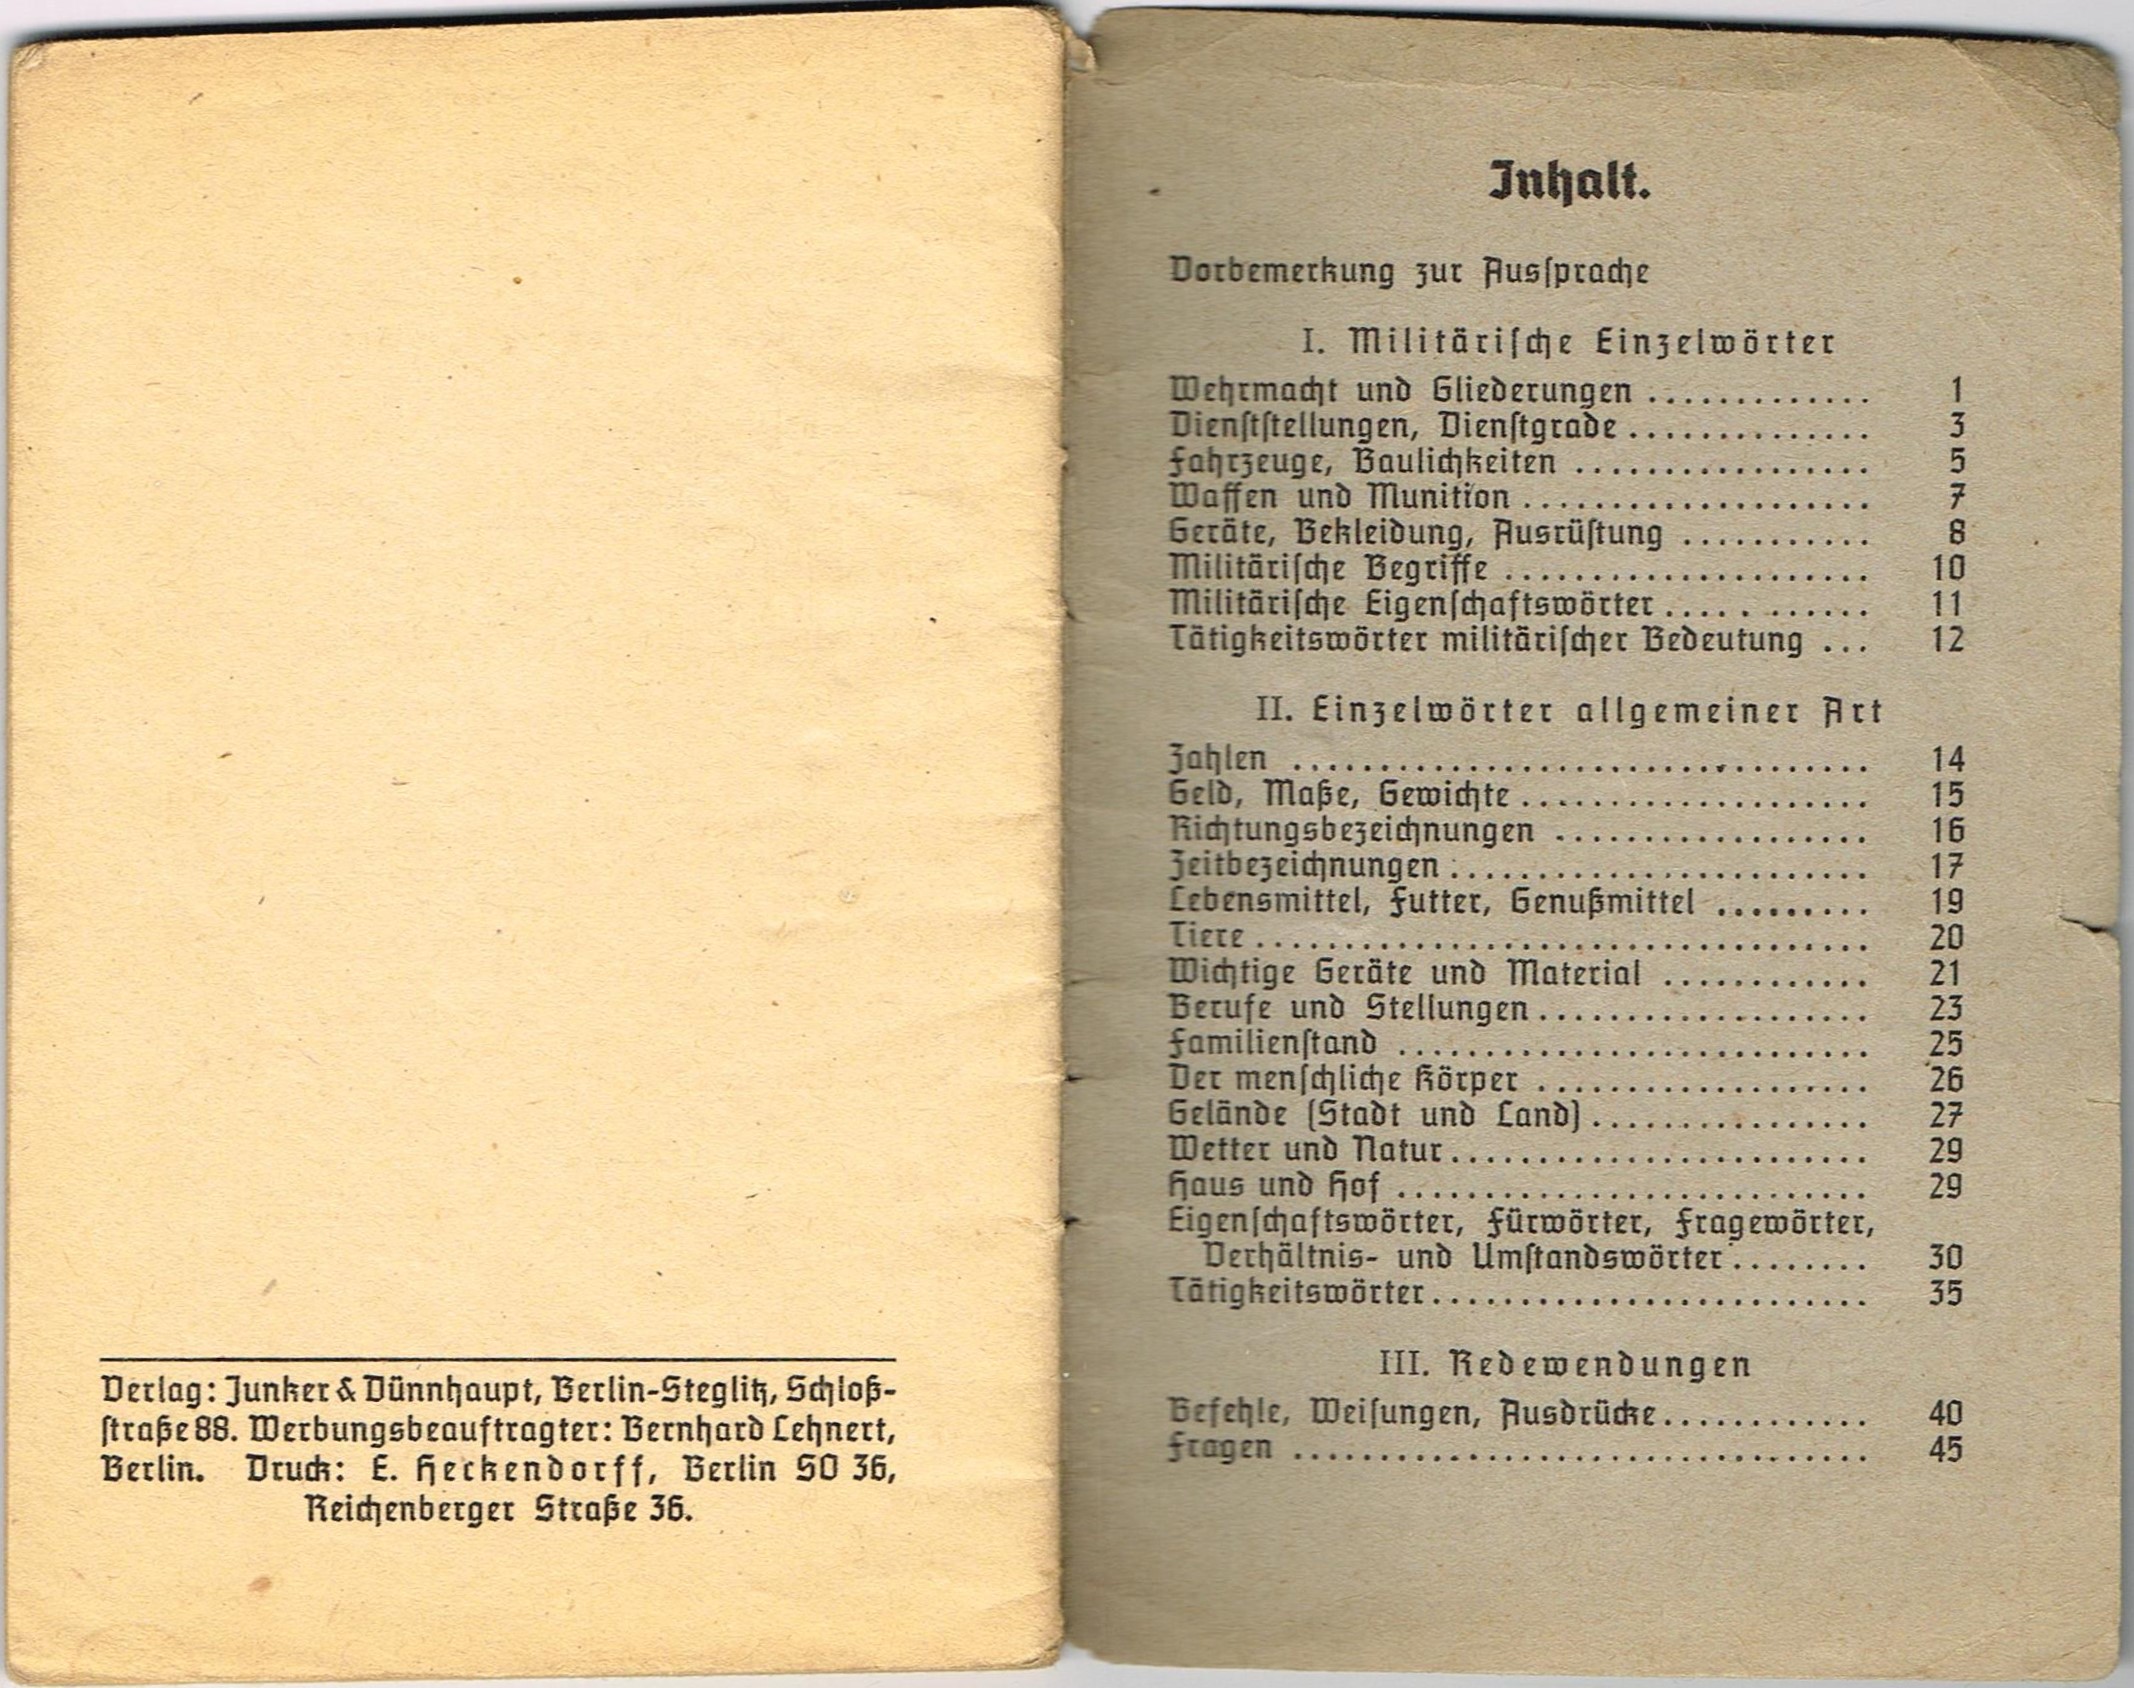 Verlag: Junker & Dünnhaupt, Berlin-Steglitz, Schloß-
straße 88. Werbungsbeauftragter: Bernhard Lehnert,
Berlin. Druck: E. Heckendorff, Berlin SO 36,
Reichenberger Straße 36.
Inhalt.
Vorbemerkung zur Aussprache
I. Militärische Einzelwörter
Wehrmacht und Gliederungen ............. 1
Dienststellungen, Dienstgrade .............. 3
Fahrzeuge, Baulichkeiten ................. 5
Waffen und Munition .................... 7
Geräte, Bekleidung, Ausrüstung ........... 8
Militärische Begriffe ..................... 10
Militärische Eigenschaftswörter ..... ...... 11
Tätigkeitswörter militärischer Bedeutung ... 12
II. Einzelwörter allgemeiner Art
Zahlen ................................. 14
Geld, Maße, Gewichte .................... 15
Richtungsbezeichnungen .................. 16
Zeitbezeichnungen ........................ 17
Lebensmittel, Futter, Genußmittel ......... 19
Tiere ................................... 20
Wichtige Geräte und Material ............ 21
Berufe und Stellungen ................... 23
Familienstand ........................... 25
Der menschliche Körper ................... 26
Gelände (Stadt und Land) ................ 27
Wetter und Natur ........................ 29
Haus und Hof ........................... 29
Eigenschaftswörter, Fürwörter, Fragewörter,
Verhältnis- und Umstandswörter ........ 30
Tätigkeitswörter ......................... 35
III. Redewendungen
Befehle, Weisungen, Ausdrücke ............ 40
Fragen ................................. 45